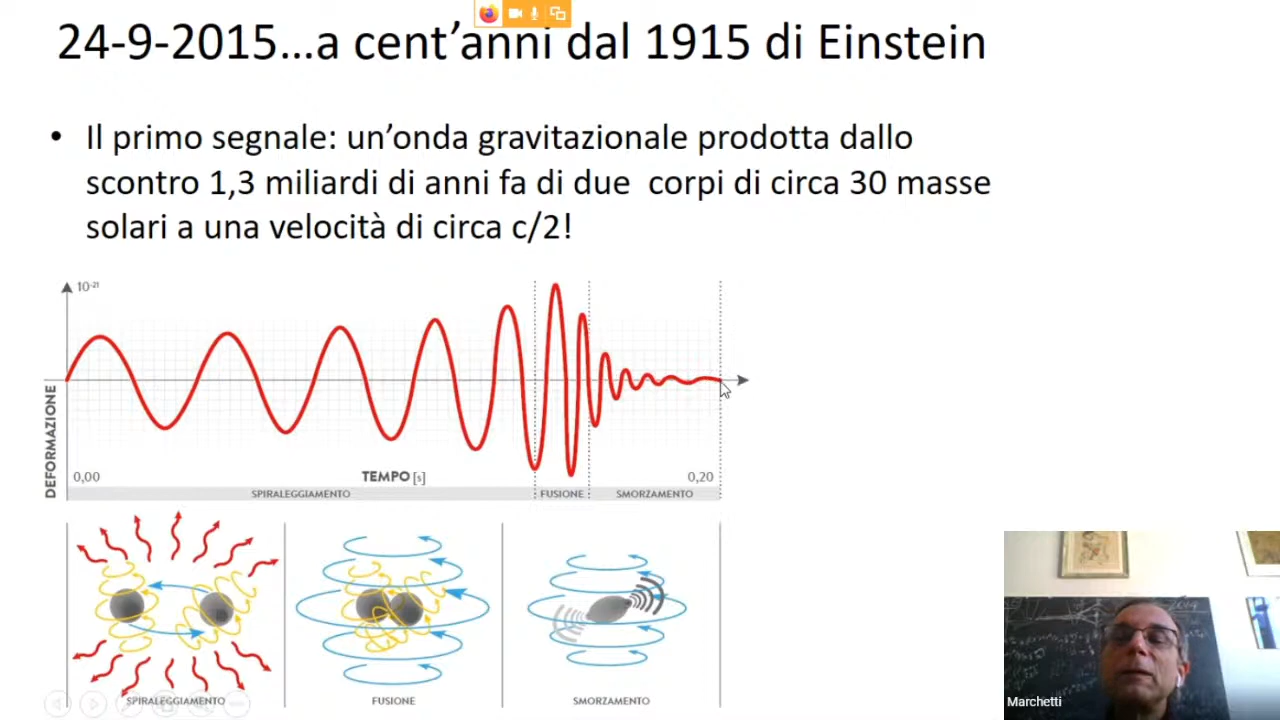 24-9-2015...a cent'anni dal 1915 di Einstein
• Il primo segnale: un'onda gravitazionale prodotta dallo
scontro 1,3 miliardi di anni fa di due corpi di circa 30 masse
solari a una velocità di circa c/2!
10⁻²¹
DEFORMAZIONE
0,00
TEMPO [s]
0,20
SPIRALEGGIAMENTO
FUSIONE
SMORZAMENTO
SPIRALEGGIAMENTO
FUSIONE
SMORZAMENTO
Marchetti